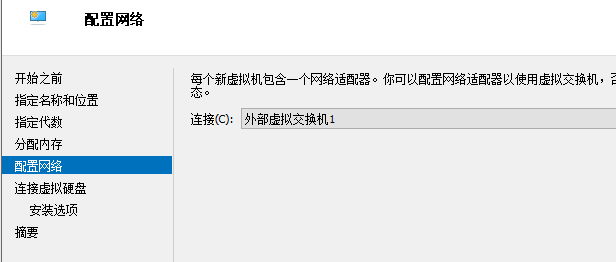 配置网络
开始之前
指定名称和位置
指定代数
分配内存
配置网络
连接虚拟硬盘
安装选项
摘要
每个新虚拟机包含一个网络适配器。你可以配置网络适配器以使用虚拟交换机，否
态。
连接(C): 外部虚拟交换机1